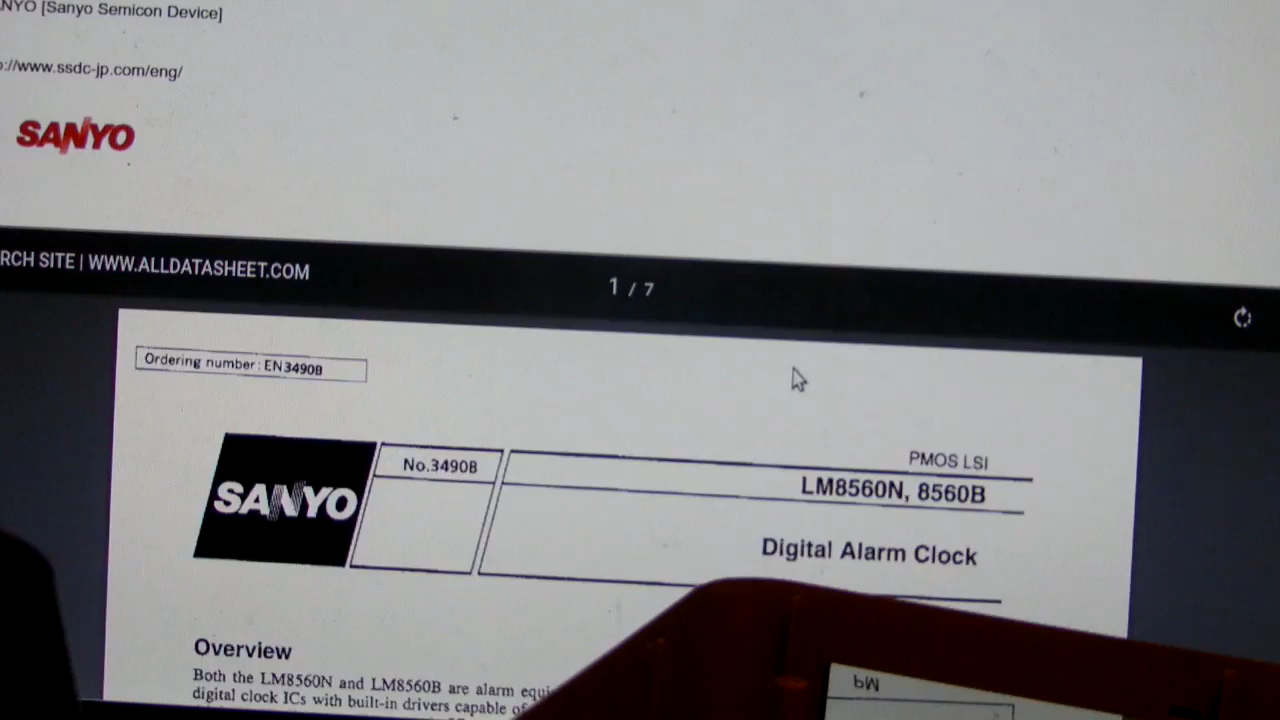 NYO [Sanyo Semicon Device]
://www.ssdc-jp.com/eng/
SANYO
RCH SITE | WWW.ALLDATASHEET.COM
1 / 7
Ordering number : EN3490B
No.3490B
PMOS LSI
LM8560N, 8560B
SANYO
Digital Alarm Clock
Overview
Both the LM8560N and LM8560B are alarm equi
digital clock ICs with built-in drivers capable of